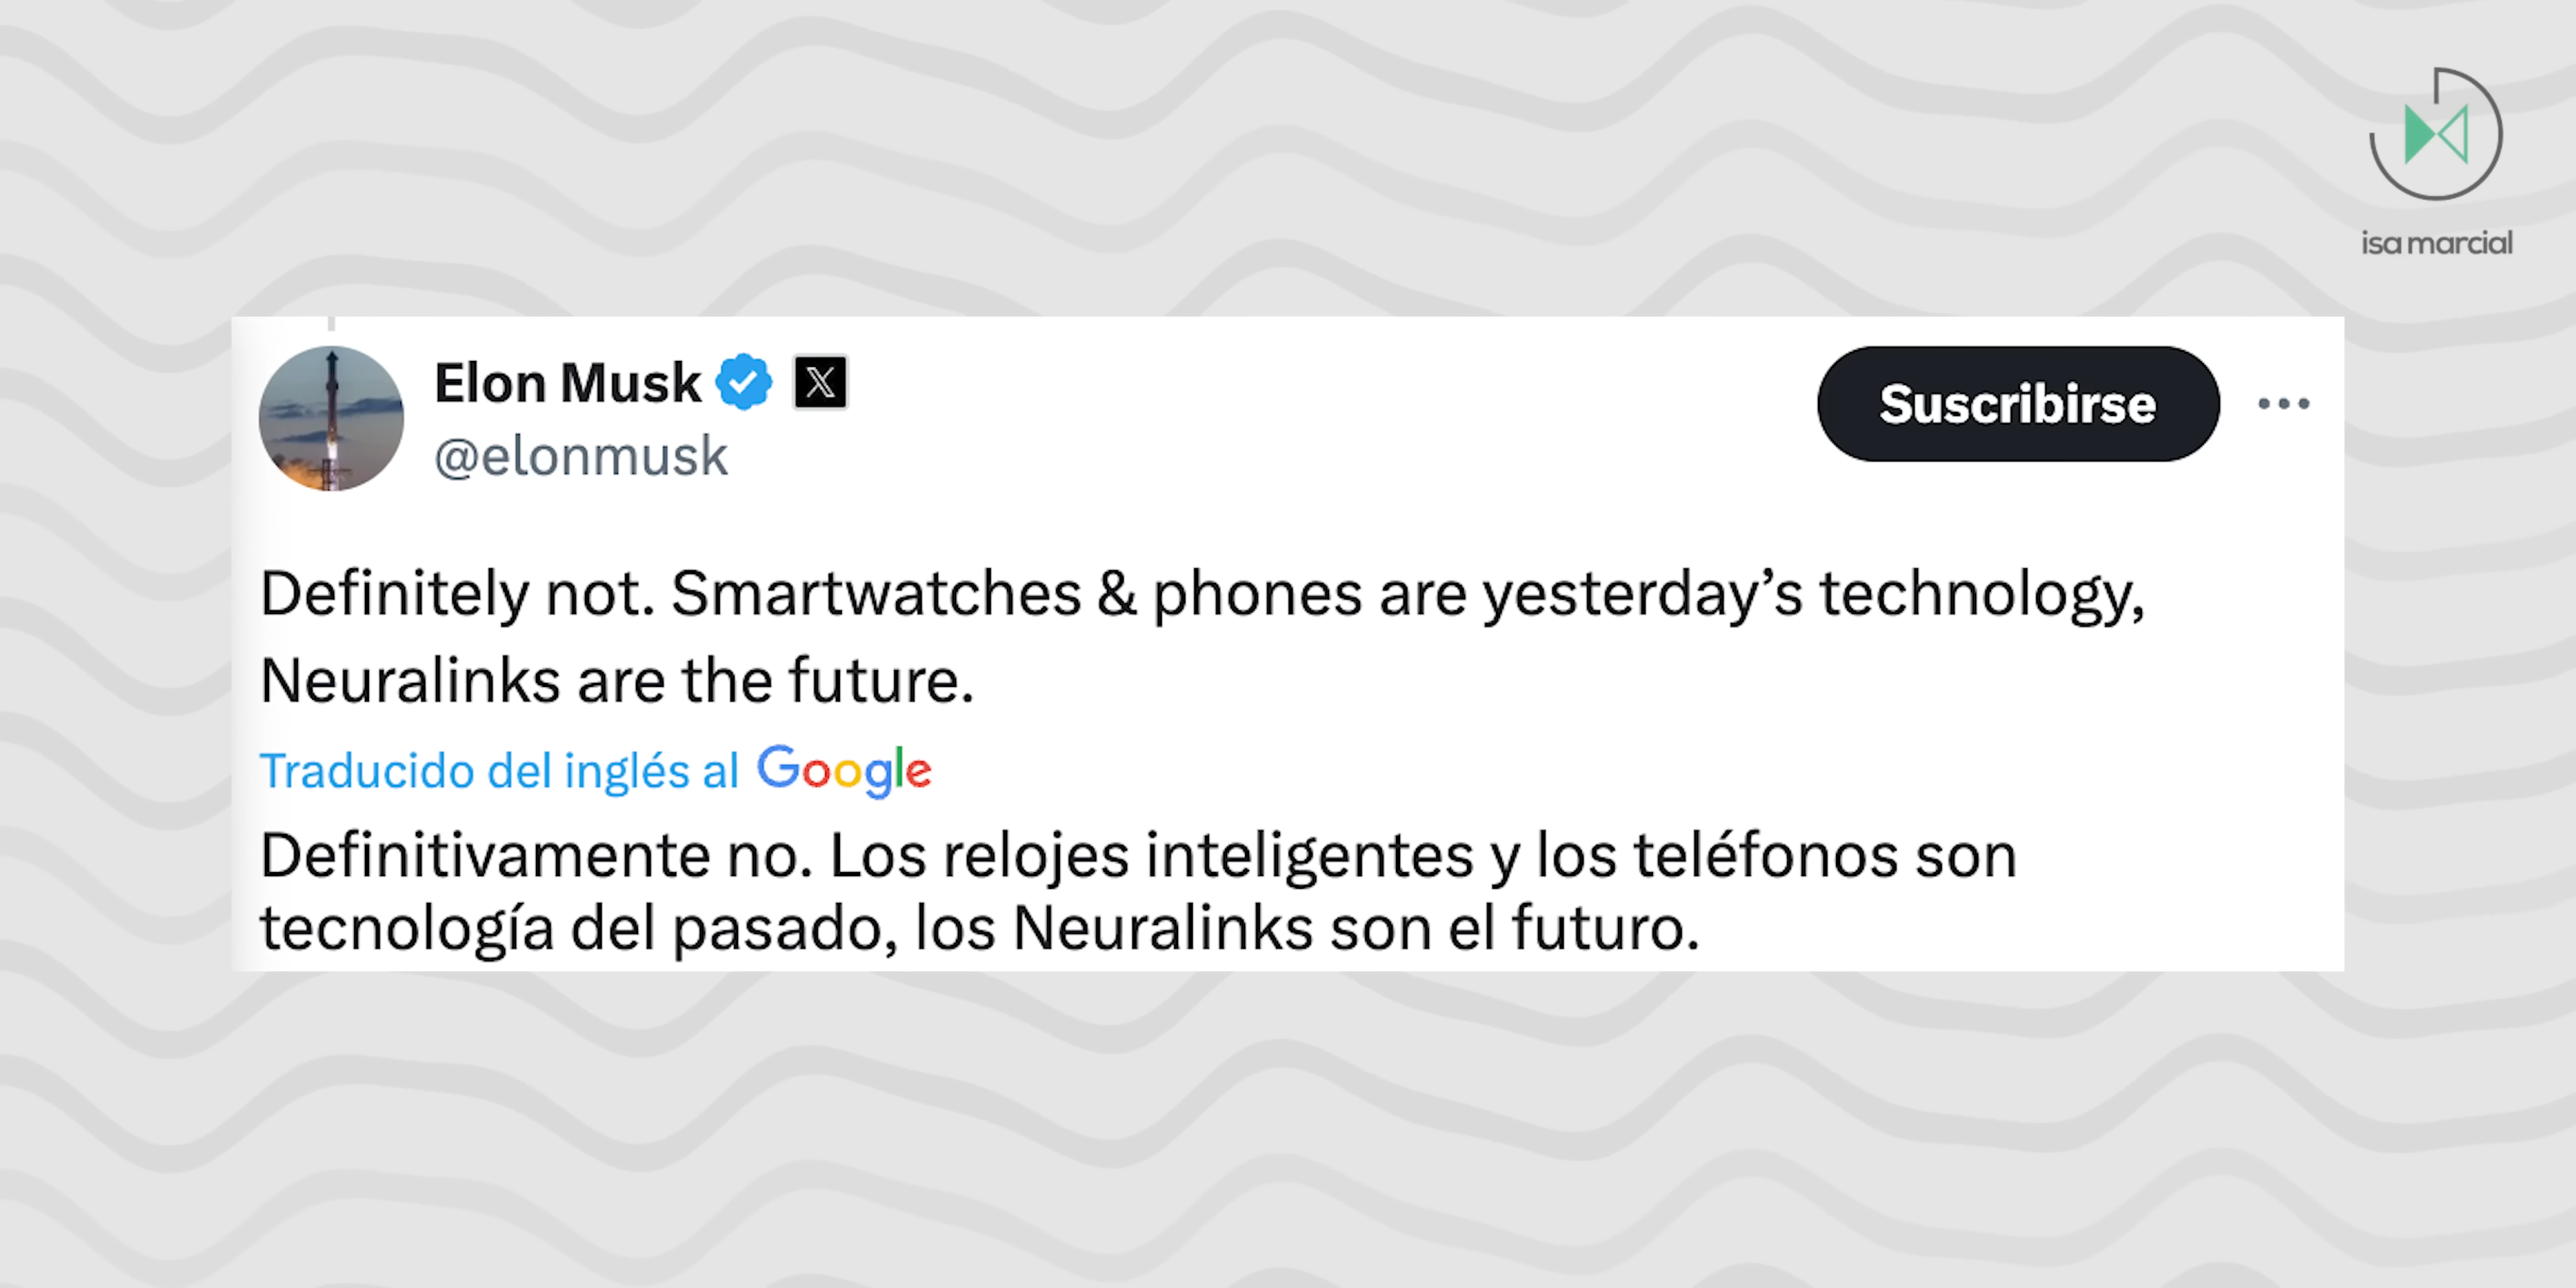 isa marcial
Elon Musk
@elonmusk
Suscribirse
Definitely not. Smartwatches & phones are yesterday’s technology,
Neuralinks are the future.
Traducido del inglés al Google
Definitivamente no. Los relojes inteligentes y los teléfonos son
tecnología del pasado, los Neuralinks son el futuro.